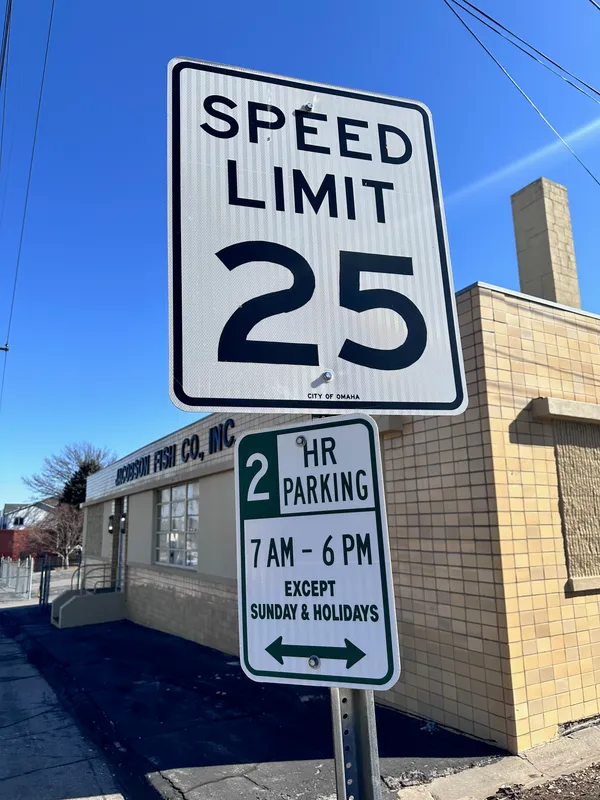 SPEED
LIMIT
25
CITY OF OMAHA
JACOBSON FISH CO., INC
2 HR
PARKING
7 AM - 6 PM
EXCEPT
SUNDAY & HOLIDAYS